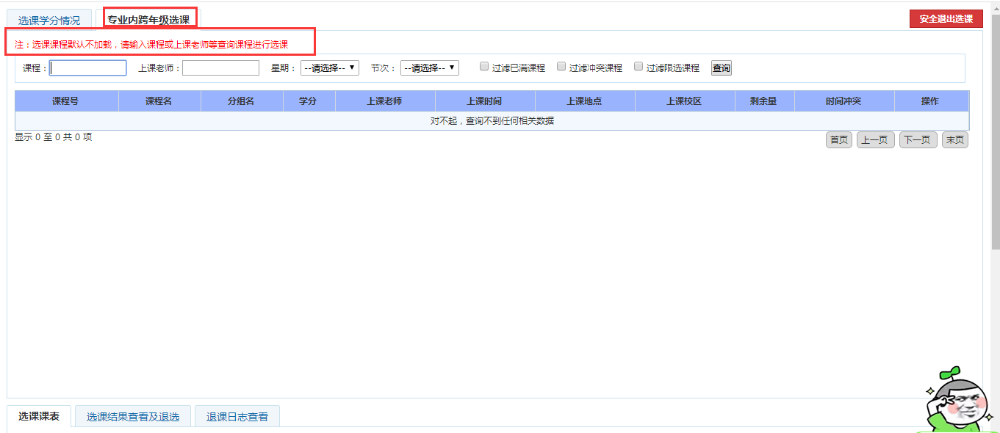 选课学分情况 专业内跨年级选课 安全退出选课
注：选课课程默认不加载，请输入课程或上课老师等查询课程进行选课
课程： 上课老师： 星期： --请选择-- 节次： --请选择-- 过滤已满课程 过滤冲突课程 过滤限选课程 查询
课程号 课程名 分组名 学分 上课老师 上课时间 上课地点 上课校区 剩余量 时间冲突 操作
对不起，查询不到任何相关数据
显示 0 至 0 共 0 项 首页 上一页 下一页 末页
选课课表 选课结果查看及退选 退课日志查看